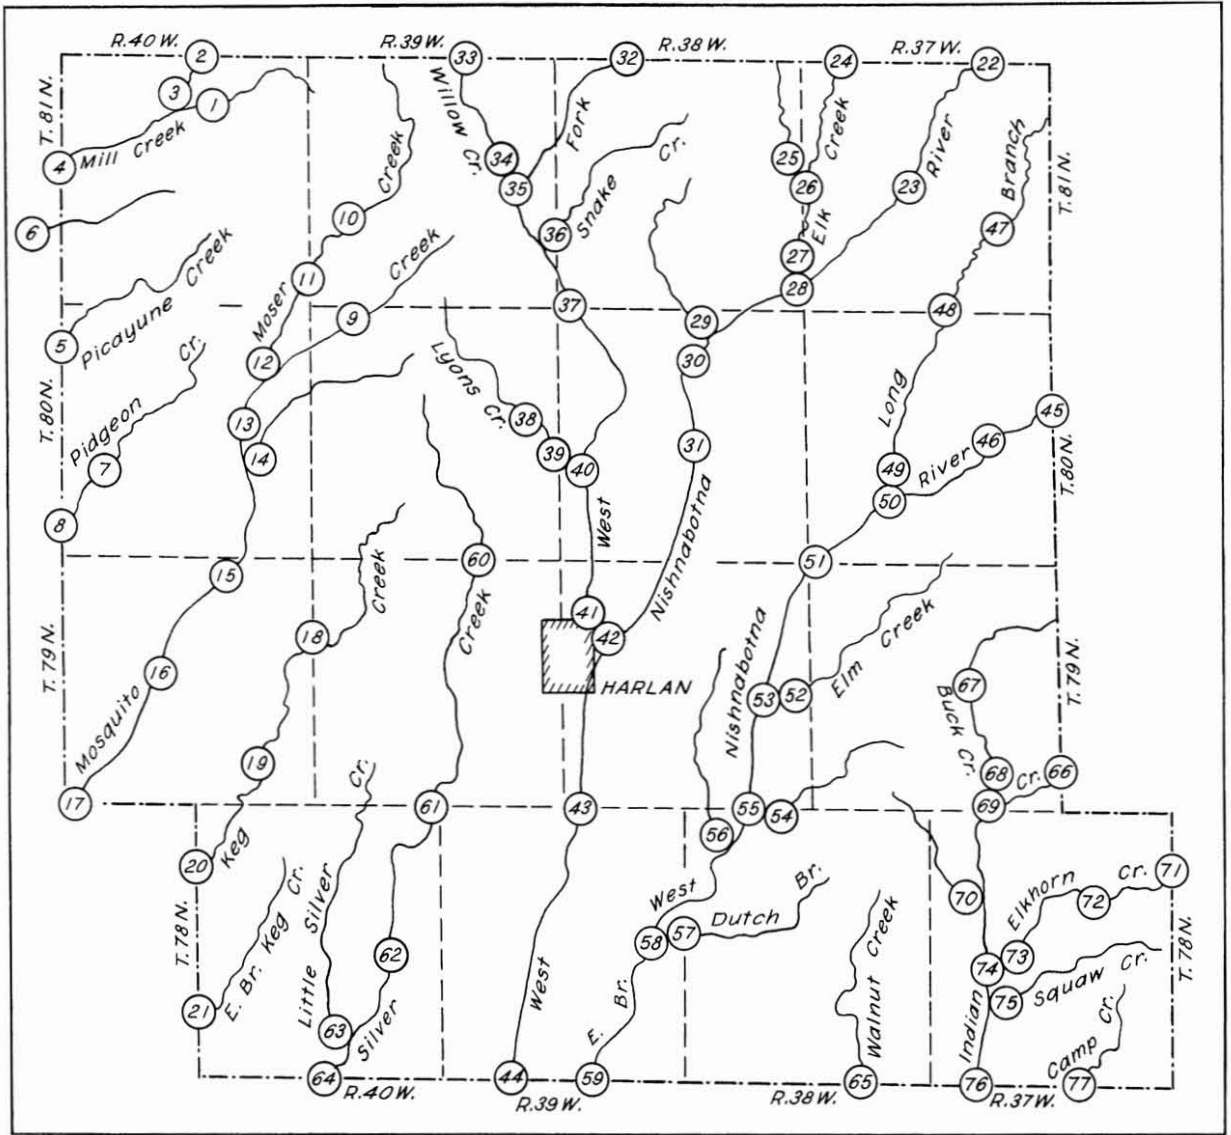 R. 40 W.
R. 39 W.
R. 38 W.
R. 37 W.
2
33
32
24
22
3
1
T. 81 N.
4
Mill Creek
Willow Cr.
Fork
34
35
Creek
Snake Cr.
25
26
Creek
Elk
River
23
Branch
T. 81 N.
6
10
36
47
27
28
11
Creek
Picayune Creek
Moser
9
37
29
48
5
30
12
Lyons Cr.
T. 80 N.
Pidgeon Cr.
13
14
38
39
40
31
Long
45
46
River
49
50
T. 80 N.
7
8
West
Nishnabotna
15
60
51
Creek
Creek
41
42
18
HARLAN
Nishnabotna
Elm Creek
T. 79 N.
16
Mosquito
53
52
67
Buck Cr.
T. 79 N.
19
17
Cr.
68
Cr.
66
61
43
55
54
69
56
20
Keg
71
Elkhorn Cr.
72
70
T. 78 N.
E. Br. Keg Cr.
Little Silver
West
Dutch Br.
58
57
Walnut Creek
62
West
74
73
T. 78 N.
21
63
Silver
E. Br.
75
Squaw Cr.
Indian
Camp Cr.
64
44
59
65
76
77
R. 40 W.
R. 39 W.
R. 38 W.
R. 37 W.